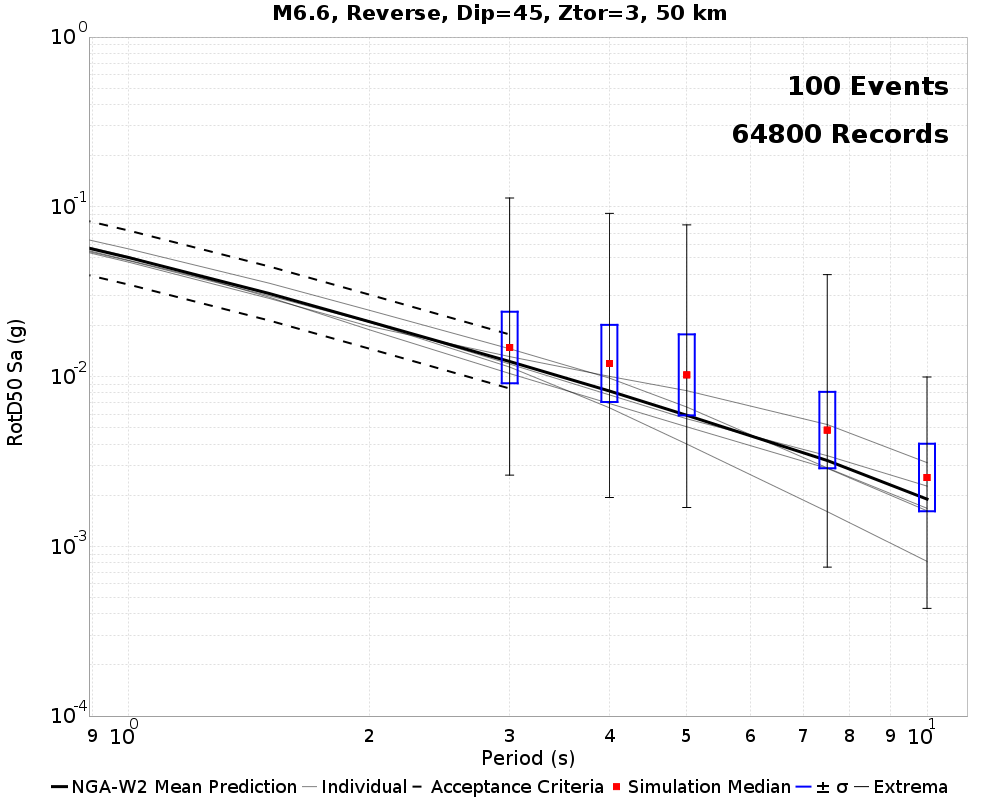 M6.6, Reverse, Dip=45, Ztor=3, 50 km
100 Events
64800 Records
RotD50 Sa (g)
10^0
10^-1
10^-2
10^-3
10^-4
9 10^0 2 3 4 5 6 7 8 9 10^1
Period (s)
NGA-W2 Mean Prediction Individual Acceptance Criteria Simulation Median ± σ Extrema